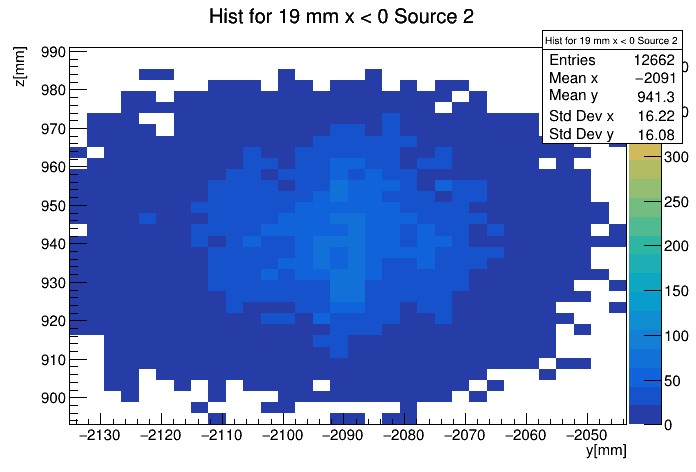 Hist for 19 mm x < 0 Source 2
Hist for 19 mm x < 0 Source 2
Entries 12662
Mean x −2091
Mean y 941.3
Std Dev x 16.22
Std Dev y 16.08
z[mm]
990
980
970
960
950
940
930
920
910
900
0
0
300
250
200
150
100
50
0
−2130 −2120 −2110 −2100 −2090 −2080 −2070 −2060 −2050
y[mm]